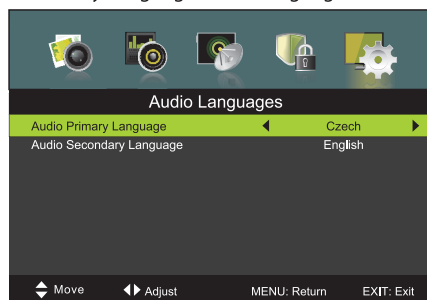 Audio Languages
Audio Primary Language Czech
Audio Secondary Language English
Move Adjust MENU: Return EXIT: Exit